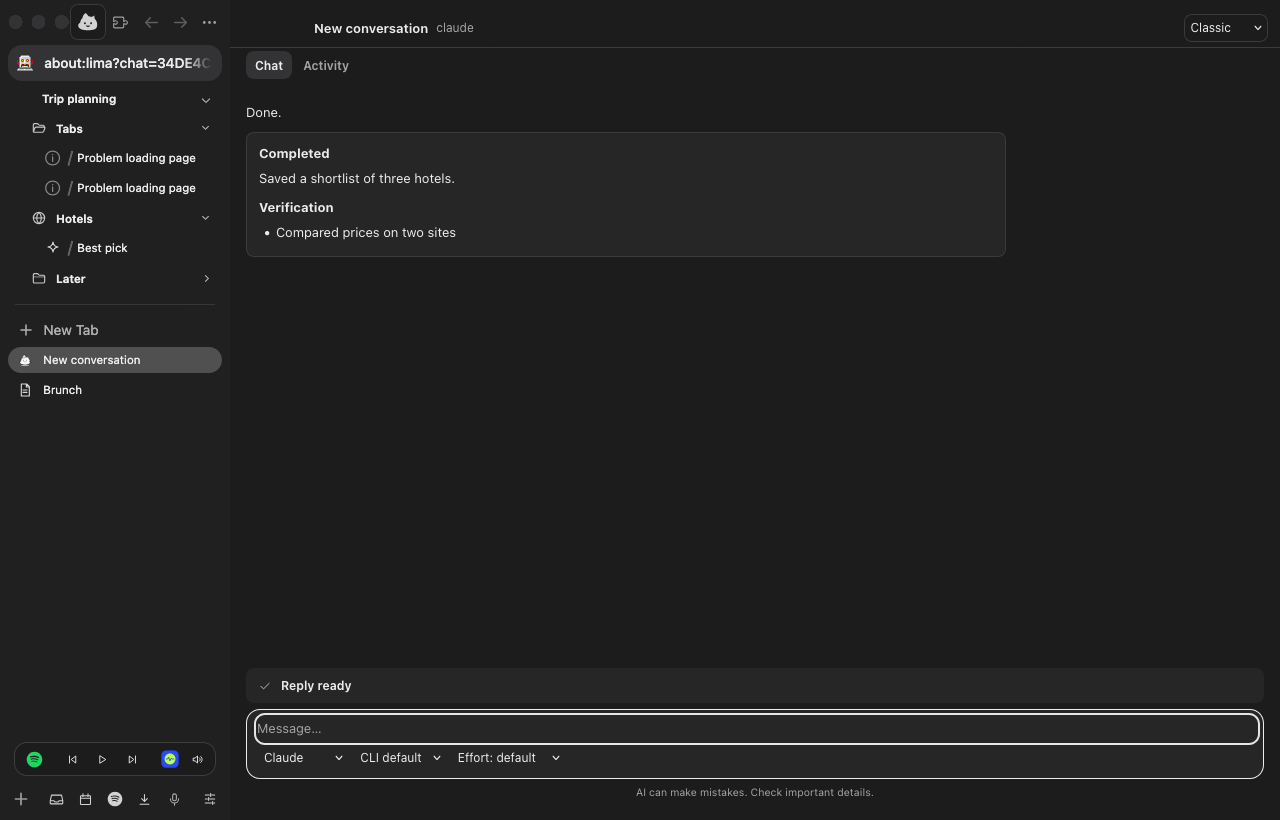 New conversation claude
Classic
about:lima?chat=34DE4C
Chat
Activity
Trip planning
Tabs
/ Problem loading page
/ Problem loading page
Hotels
/ Best pick
Later
New Tab
New conversation
Brunch
Done.
Completed
Saved a shortlist of three hotels.
Verification
• Compared prices on two sites
Reply ready
Message...
Claude
CLI default
Effort: default
AI can make mistakes. Check important details.